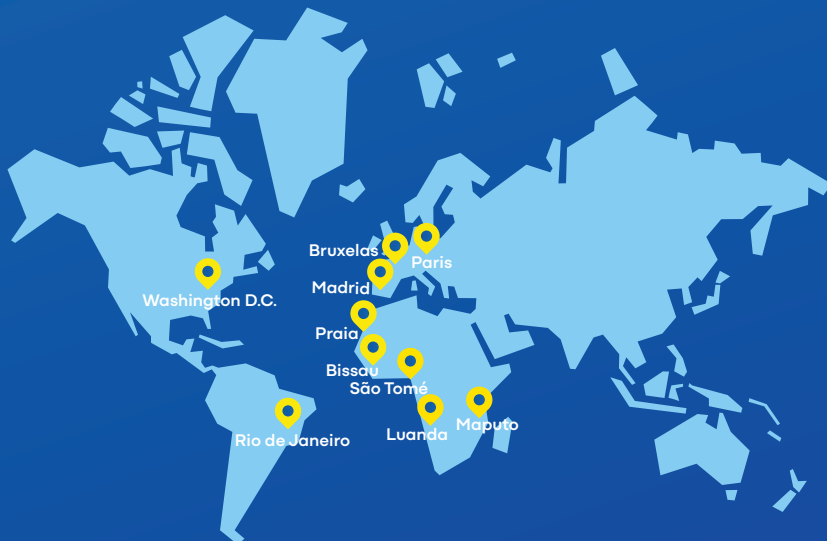 Bruxelas
Paris
Madrid
Washington D.C.
Praia
Bissau
São Tomé
Maputo
Luanda
Rio de Janeiro